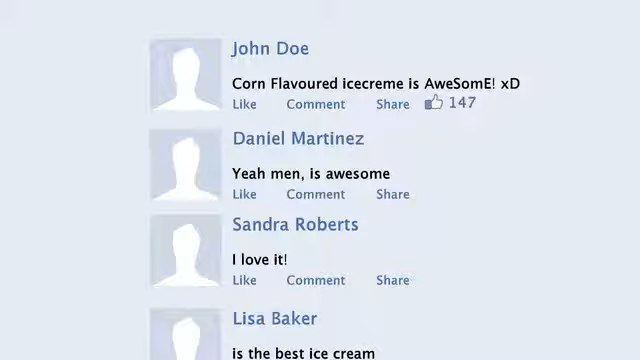 John Doe
Corn Flavoured icecreme is AweSomE! xD
Like Comment Share 147
Daniel Martinez
Yeah men, is awesome
Like Comment Share
Sandra Roberts
I love it!
Like Comment Share
Lisa Baker
is the best ice cream